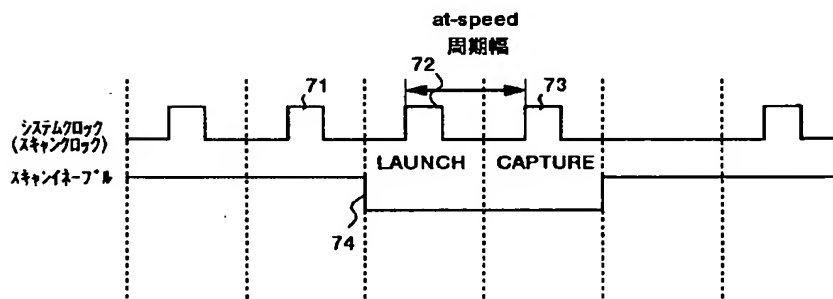 at-speed
周期幅
72
71
73
システムクロック
(スキャンクロック)
LAUNCH
CAPTURE
スキャンイネーブル
74